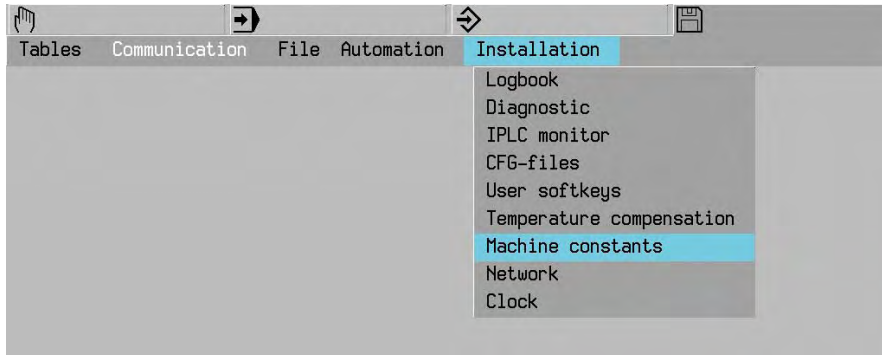 Tables Communication File Automation Installation
Logbook
Diagnostic
IPLC monitor
CFG-files
User softkeys
Temperature compensation
Machine constants
Network
Clock